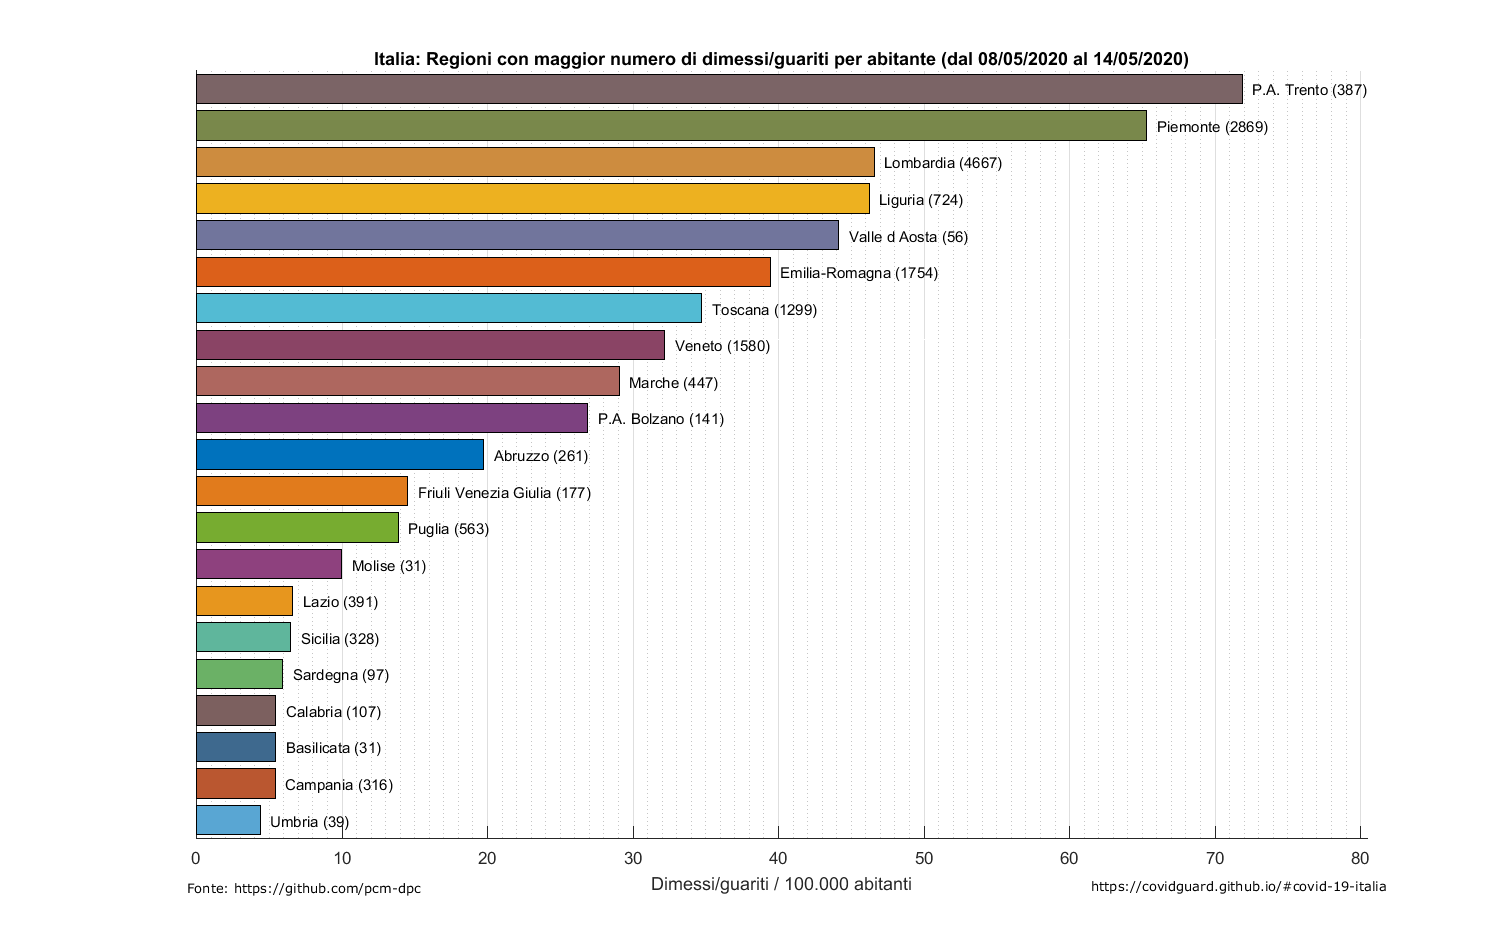 Italia: Regioni con maggior numero di dimessi/guariti per abitante (dal 08/05/2020 al 14/05/2020)
P.A. Trento (387)
Piemonte (2869)
Lombardia (4667)
Liguria (724)
Valle d Aosta (56)
Emilia-Romagna (1754)
Toscana (1299)
Veneto (1580)
Marche (447)
P.A. Bolzano (141)
Abruzzo (261)
Friuli Venezia Giulia (177)
Puglia (563)
Molise (31)
Lazio (391)
Sicilia (328)
Sardegna (97)
Calabria (107)
Basilicata (31)
Campania (316)
Umbria (39)
0 10 20 30 40 50 60 70 80
Dimessi/guariti / 100.000 abitanti
Fonte: https://github.com/pcm-dpc
https://covidguard.github.io/#covid-19-italia